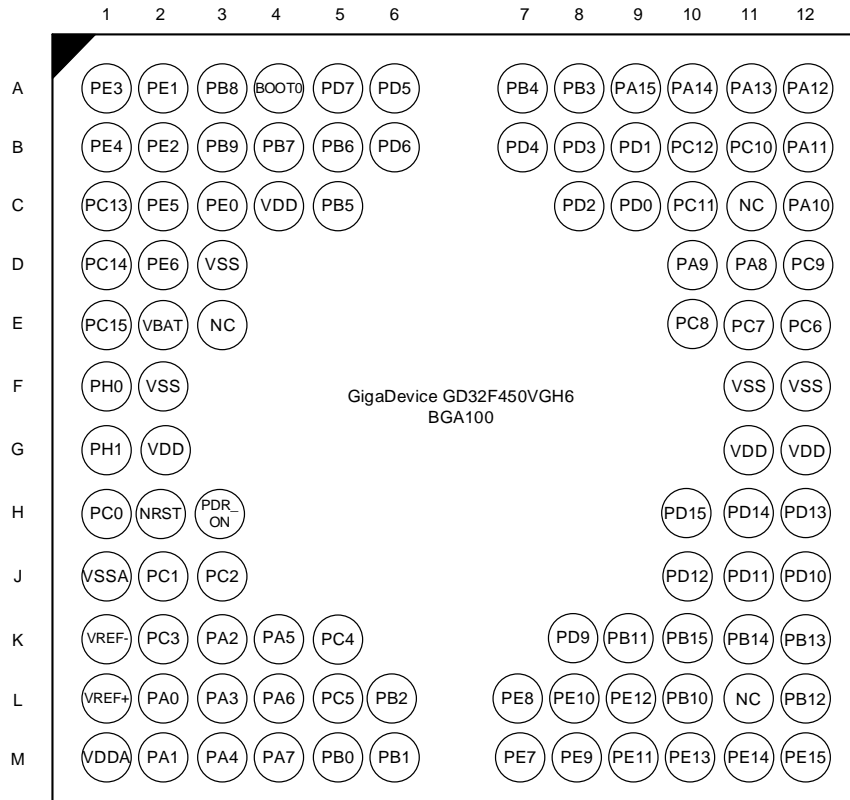 1 2 3 4 5 6 7 8 9 10 11 12
A PE3 PE1 PB8 BOOT0 PD7 PD5 PB4 PB3 PA15 PA14 PA13 PA12
B PE4 PE2 PB9 PB7 PB6 PD6 PD4 PD3 PD1 PC12 PC10 PA11
C PC13 PE5 PE0 VDD PB5 PD2 PD0 PC11 NC PA10
D PC14 PE6 VSS PA9 PA8 PC9
E PC15 VBAT NC PC8 PC7 PC6
F PH0 VSS VSS VSS
GigaDevice GD32F450VGH6
BGA100
G PH1 VDD VDD VDD
H PC0 NRST PDR_ PD15 PD14 PD13
ON
J VSSA PC1 PC2 PD12 PD11 PD10
K VREF- PC3 PA2 PA5 PC4 PD9 PB11 PB15 PB14 PB13
L VREF+ PA0 PA3 PA6 PC5 PB2 PE8 PE10 PE12 PB10 NC PB12
M VDDA PA1 PA4 PA7 PB0 PB1 PE7 PE9 PE11 PE13 PE14 PE15